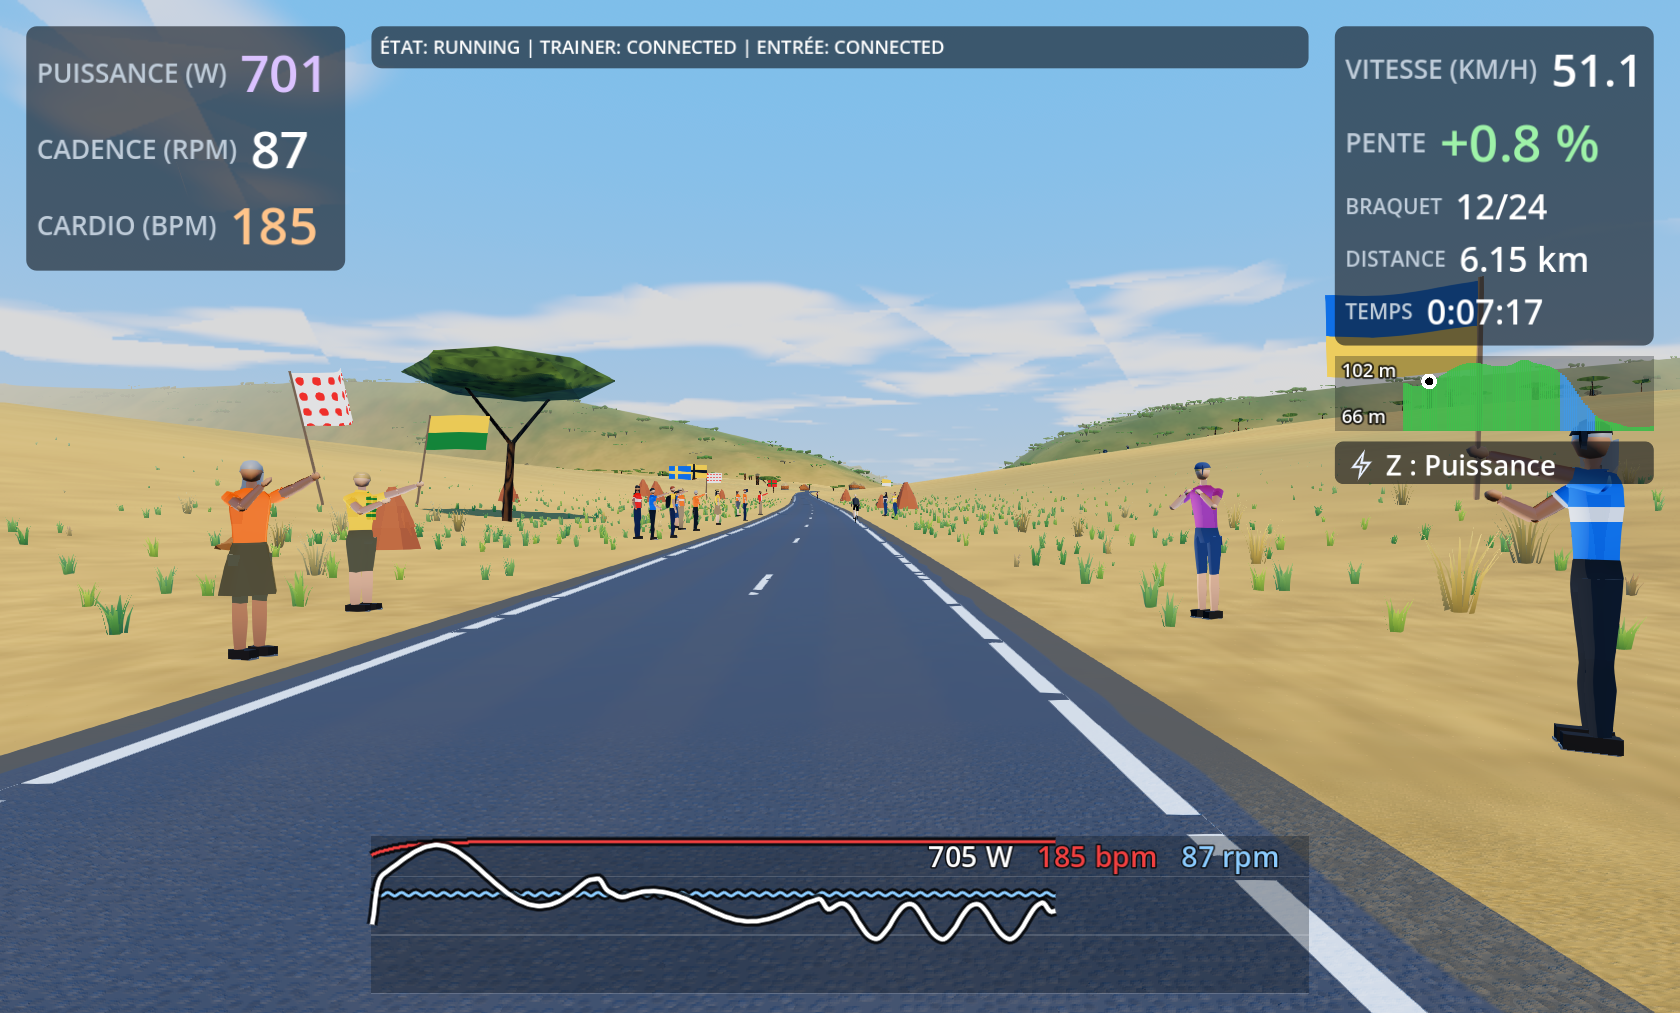 PUISSANCE (W) 701
CADENCE (RPM) 87
CARDIO (BPM) 185
ÉTAT: RUNNING | TRAINER: CONNECTED | ENTRÉE: CONNECTED
VITESSE (KM/H) 51.1
PENTE +0.8 %
BRAQUET 12/24
DISTANCE 6.15 km
TEMPS 0:07:17
102 m
66 m
Z : Puissance
705 W 185 bpm 87 rpm